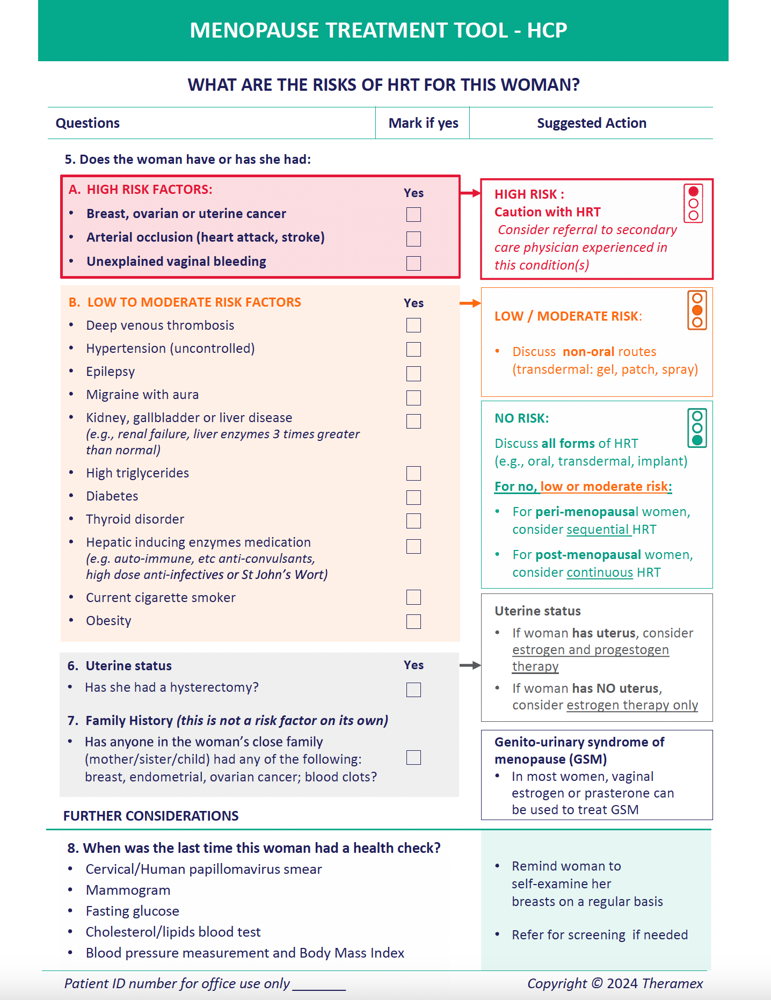 MENOPAUSE TREATMENT TOOL - HCP
WHAT ARE THE RISKS OF HRT FOR THIS WOMAN?
Questions
Mark if yes
Suggested Action
5. Does the woman have or has she had:
A. HIGH RISK FACTORS:
Yes
• Breast, ovarian or uterine cancer
• Arterial occlusion (heart attack, stroke)
• Unexplained vaginal bleeding
HIGH RISK :
Caution with HRT
Consider referral to secondary
care physician experienced in
this condition(s)
B. LOW TO MODERATE RISK FACTORS
Yes
• Deep venous thrombosis
• Hypertension (uncontrolled)
• Epilepsy
• Migraine with aura
• Kidney, gallbladder or liver disease
(e.g., renal failure, liver enzymes 3 times greater
than normal)
• High triglycerides
• Diabetes
• Thyroid disorder
• Hepatic inducing enzymes medication
(e.g. auto-immune, etc anti-convulsants,
high dose anti-infectives or St John's Wort)
• Current cigarette smoker
• Obesity
LOW / MODERATE RISK:
• Discuss non-oral routes
(transdermal: gel, patch, spray)
NO RISK:
Discuss all forms of HRT
(e.g., oral, transdermal, implant)
For no, low or moderate risk:
• For peri-menopausal women,
consider sequential HRT
• For post-menopausal women,
consider continuous HRT
6. Uterine status
Yes
• Has she had a hysterectomy?
7. Family History (this is not a risk factor on its own)
• Has anyone in the woman's close family
(mother/sister/child) had any of the following:
breast, endometrial, ovarian cancer; blood clots?
Uterine status
• If woman has uterus, consider
estrogen and progestogen
therapy
• If woman has NO uterus,
consider estrogen therapy only
Genito-urinary syndrome of
menopause (GSM)
• In most women, vaginal
estrogen or prasterone can
be used to treat GSM
FURTHER CONSIDERATIONS
8. When was the last time this woman had a health check?
• Cervical/Human papillomavirus smear
• Mammogram
• Fasting glucose
• Cholesterol/lipids blood test
• Blood pressure measurement and Body Mass Index
• Remind woman to
self-examine her
breasts on a regular basis
• Refer for screening if needed
Patient ID number for office use only ________
Copyright © 2024 Theramex